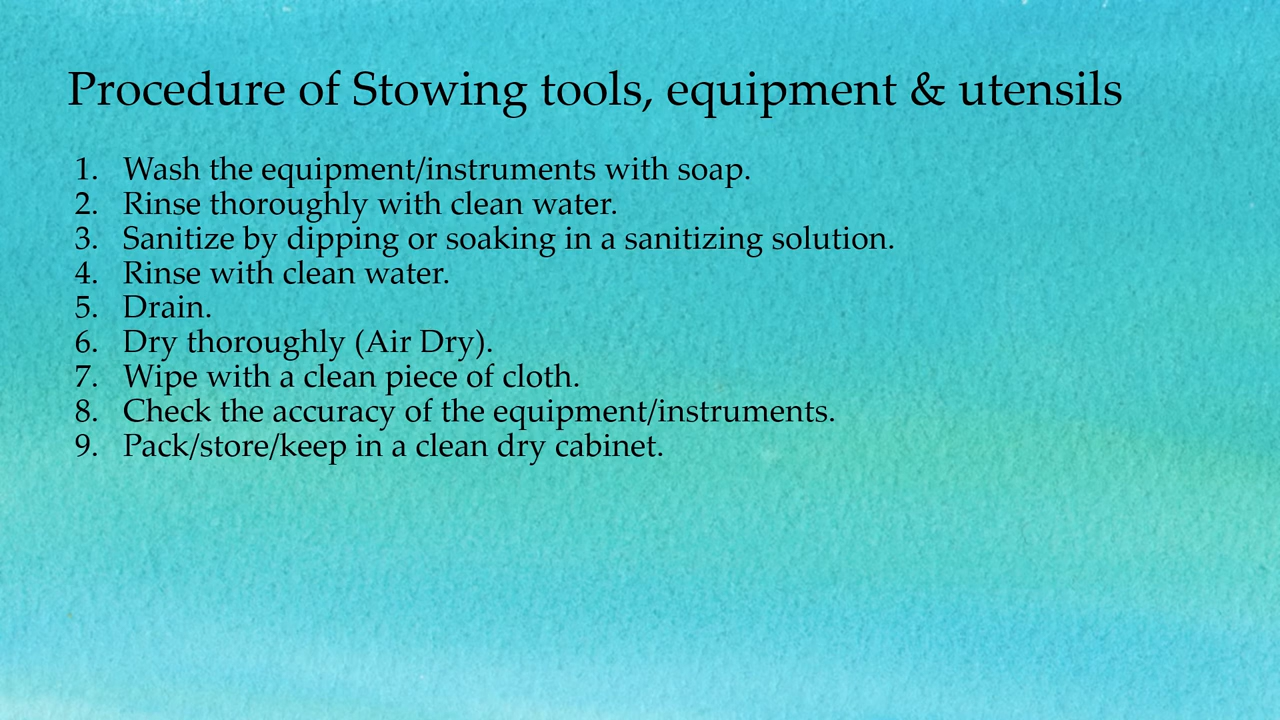 Procedure of Stowing tools, equipment & utensils
1. Wash the equipment/instruments with soap.
2. Rinse thoroughly with clean water.
3. Sanitize by dipping or soaking in a sanitizing solution.
4. Rinse with clean water.
5. Drain.
6. Dry thoroughly (Air Dry).
7. Wipe with a clean piece of cloth.
8. Check the accuracy of the equipment/instruments.
9. Pack/store/keep in a clean dry cabinet.